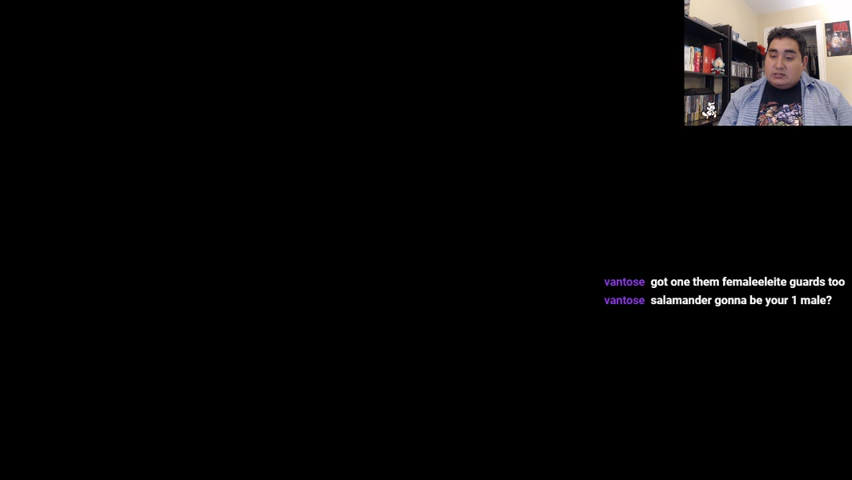 vantose got one them femaleeleite guards too
vantose salamander gonna be your 1 male?